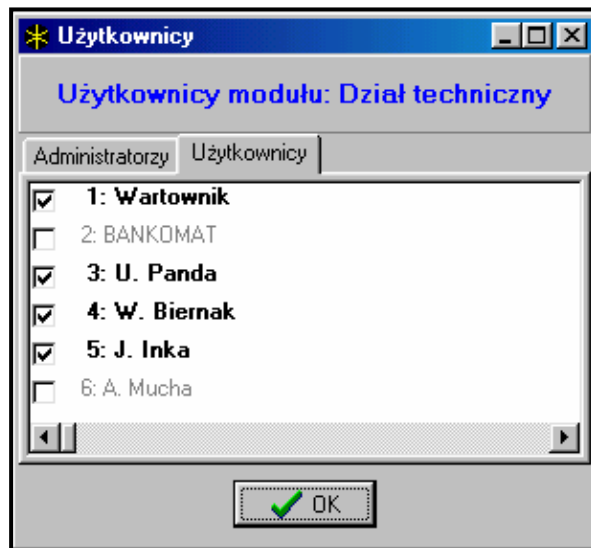 Użytkownicy
Użytkownicy modułu: Dział techniczny
Administratorzy Użytkownicy
1: Wartownik
2: BANKOMAT
3: U. Panda
4: W. Biernak
5: J. Inka
6: A. Mucha
OK